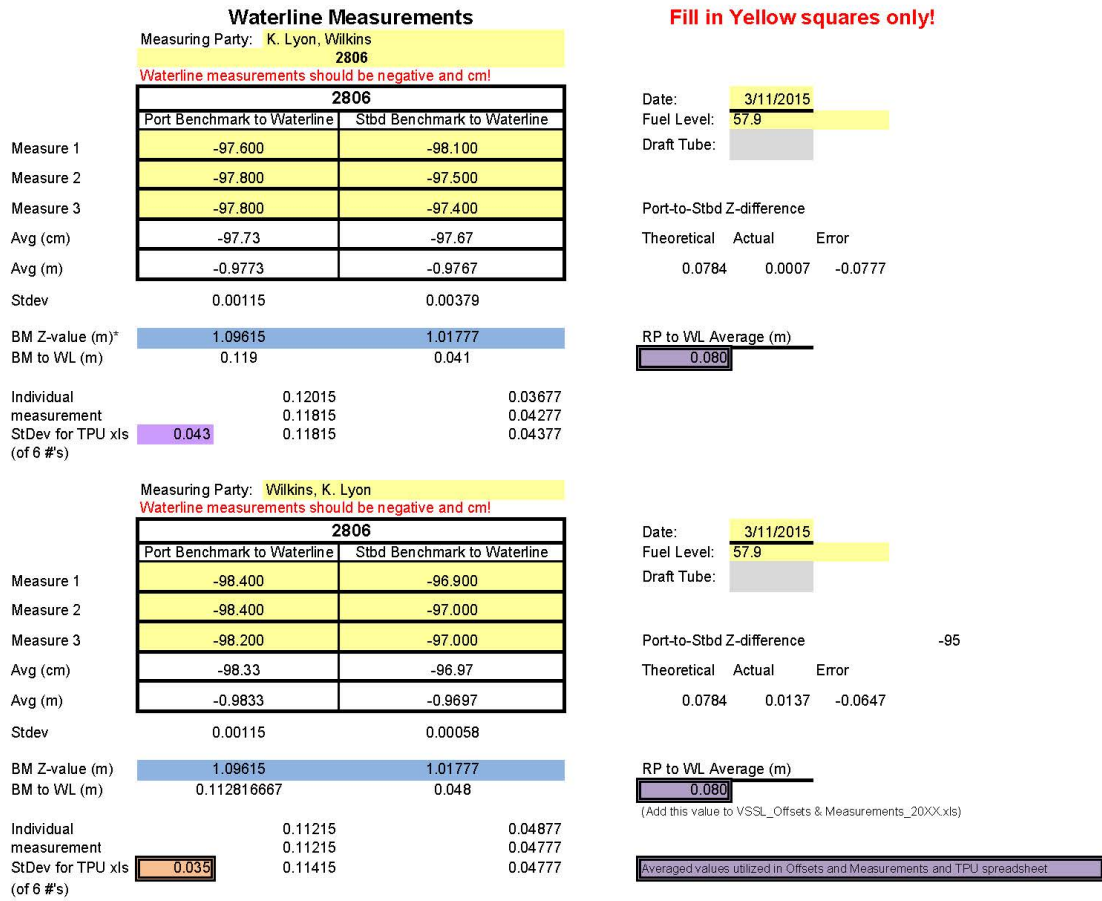 Waterline Measurements Fill in Yellow squares only!
Measuring Party: K. Lyon, Wilkins
2806
Waterline measurements should be negative and cm!
2806 Date: 3/11/2015
Port Benchmark to Waterline Stbd Benchmark to Waterline Fuel Level: 57.9
Measure 1 -97.600 -98.100 Draft Tube:
Measure 2 -97.800 -97.500
Measure 3 -97.800 -97.400 Port-to-Stbd Z-difference
Avg (cm) -97.73 -97.67 Theoretical Actual Error
Avg (m) -0.9773 -0.9767 0.0784 0.0007 -0.0777
Stdev 0.00115 0.00379
BM Z-value (m)* 1.09615 1.01777 RP to WL Average (m)
BM to WL (m) 0.119 0.041 0.080
Individual 0.12015 0.03677
measurement 0.11815 0.04277
StDev for TPU xls 0.043 0.11815 0.04377
(of 6 #'s)
Measuring Party: Wilkins, K. Lyon
Waterline measurements should be negative and cm!
2806 Date: 3/11/2015
Port Benchmark to Waterline Stbd Benchmark to Waterline Fuel Level: 57.9
Measure 1 -98.400 -96.900 Draft Tube:
Measure 2 -98.400 -97.000
Measure 3 -98.200 -97.000 Port-to-Stbd Z-difference -95
Avg (cm) -98.33 -96.97 Theoretical Actual Error
Avg (m) -0.9833 -0.9697 0.0784 0.0137 -0.0647
Stdev 0.00115 0.00058
BM Z-value (m) 1.09615 1.01777 RP to WL Average (m)
BM to WL (m) 0.112816667 0.048 0.080
(Add this value to VSSL_Offsets & Measurements_20XX.xls)
Individual 0.11215 0.04877
measurement 0.11215 0.04777
StDev for TPU xls 0.035 0.11415 0.04777 Averaged values utilized in Offsets and Measurements and TPU spreadsheet
(of 6 #'s)